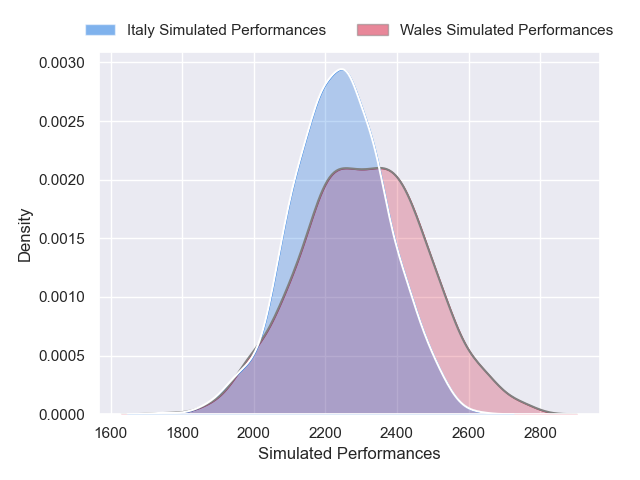 Italy Simulated Performances
Wales Simulated Performances
0.0030
0.0025
0.0020
0.0015
0.0010
0.0005
0.0000
Density
1600 1800 2000 2200 2400 2600 2800
Simulated Performances